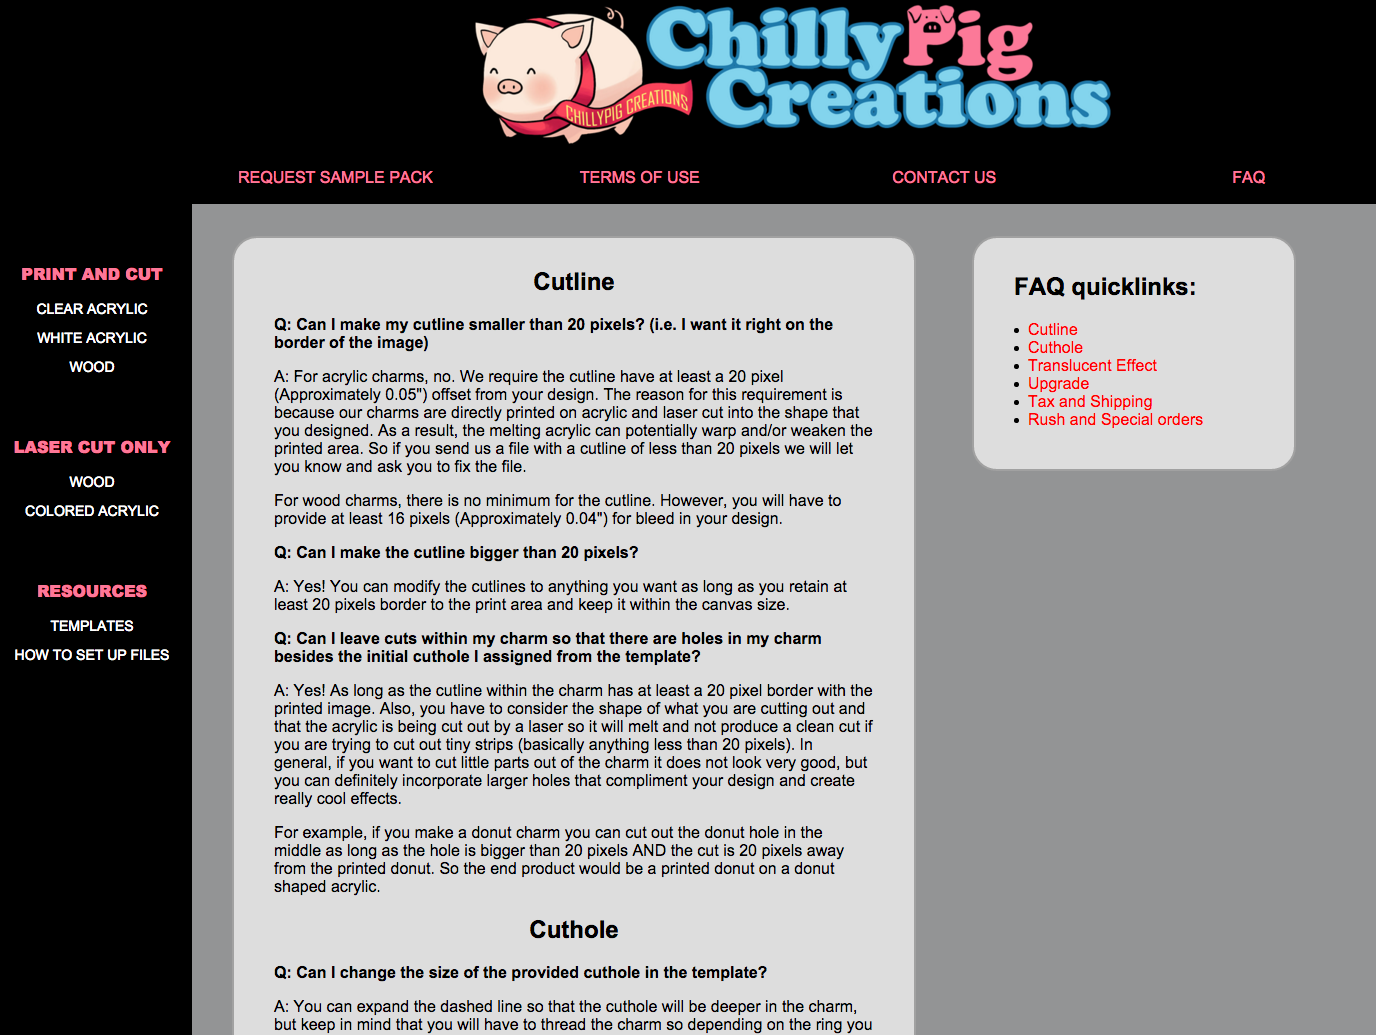 ChillyPig
Creations
CHILLYPIG CREATIONS
REQUEST SAMPLE PACK
TERMS OF USE
CONTACT US
FAQ
PRINT AND CUT
CLEAR ACRYLIC
WHITE ACRYLIC
WOOD
LASER CUT ONLY
WOOD
COLORED ACRYLIC
RESOURCES
TEMPLATES
HOW TO SET UP FILES
Cutline
Q: Can I make my cutline smaller than 20 pixels? (i.e. I want it right on the
border of the image)
A: For acrylic charms, no. We require the cutline have at least a 20 pixel
(Approximately 0.05") offset from your design. The reason for this requirement is
because our charms are directly printed on acrylic and laser cut into the shape that
you designed. As a result, the melting acrylic can potentially warp and/or weaken the
printed area. So if you send us a file with a cutline of less than 20 pixels we will let
you know and ask you to fix the file.
For wood charms, there is no minimum for the cutline. However, you will have to
provide at least 16 pixels (Approximately 0.04") for bleed in your design.
Q: Can I make the cutline bigger than 20 pixels?
A: Yes! You can modify the cutlines to anything you want as long as you retain at
least 20 pixels border to the print area and keep it within the canvas size.
Q: Can I leave cuts within my charm so that there are holes in my charm
besides the initial cuthole I assigned from the template?
A: Yes! As long as the cutline within the charm has at least a 20 pixel border with the
printed image. Also, you have to consider the shape of what you are cutting out and
that the acrylic is being cut out by a laser so it will melt and not produce a clean cut if
you are trying to cut out tiny strips (basically anything less than 20 pixels). In
general, if you want to cut little parts out of the charm it does not look very good, but
you can definitely incorporate larger holes that compliment your design and create
really cool effects.
For example, if you make a donut charm you can cut out the donut hole in the
middle as long as the hole is bigger than 20 pixels AND the cut is 20 pixels away
from the printed donut. So the end product would be a printed donut on a donut
shaped acrylic.
Cuthole
Q: Can I change the size of the provided cuthole in the template?
A: You can expand the dashed line so that the cuthole will be deeper in the charm,
but keep in mind that you will have to thread the charm so depending on the ring you
FAQ quicklinks:
• Cutline
• Cuthole
• Translucent Effect
• Upgrade
• Tax and Shipping
• Rush and Special orders